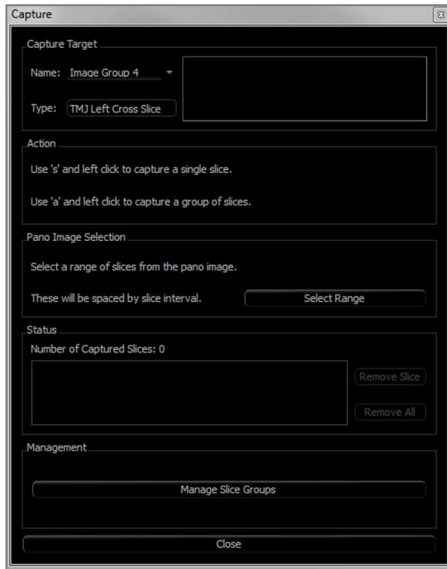 Capture
Capture Target
Name: Image Group 4
Type: TMJ Left Cross Slice
Action
Use 's' and left click to capture a single slice.
Use 'a' and left click to capture a group of slices.
Pano Image Selection
Select a range of slices from the pano image.
These will be spaced by slice interval. Select Range
Status
Number of Captured Slices: 0
Remove Slice
Remove All
Management
Manage Slice Groups
Close